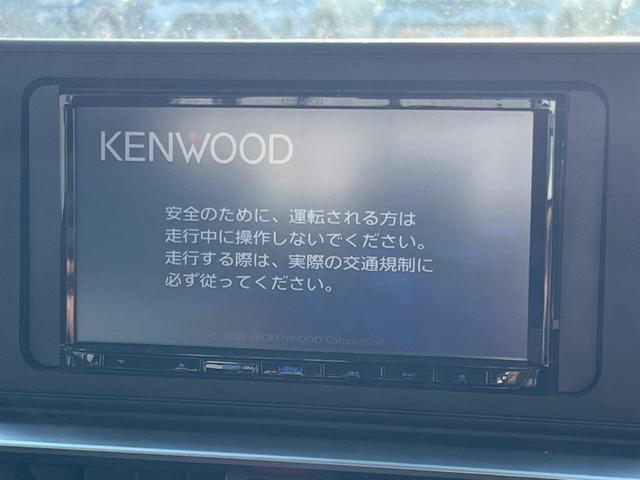 KENWOOD
KENWOOD
安全のために、運転される方は
走行中に操作しないでください。
走行する際は、実際の交通規制に
必ず従ってください。
© 2022 JVCKENWOOD Corporation
MENU